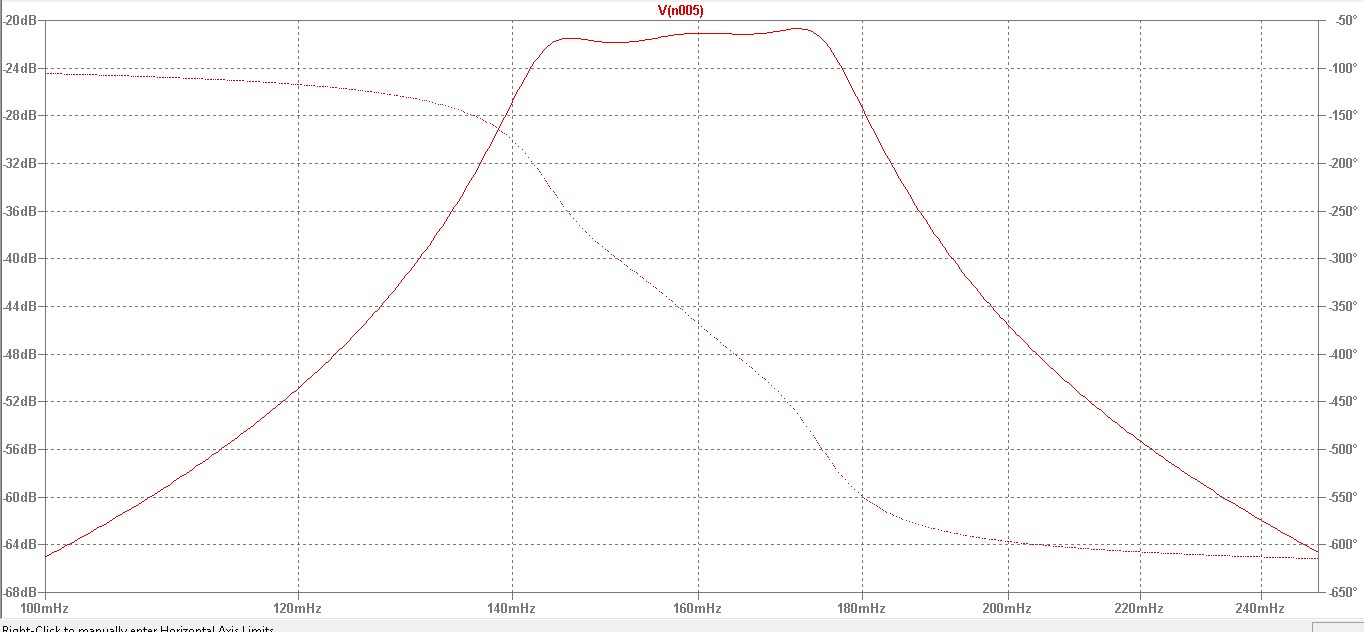 V(n005)
-20dB -50°
-24dB -100°
-28dB -150°
-32dB -200°
-36dB -250°
-40dB -300°
-44dB -350°
-48dB -400°
-52dB -450°
-56dB -500°
-60dB -550°
-64dB -600°
-68dB -650°
100mHz 120mHz 140mHz 160mHz 180mHz 200mHz 220mHz 240mHz
Right-Click to manually enter Horizontal Axis Limits